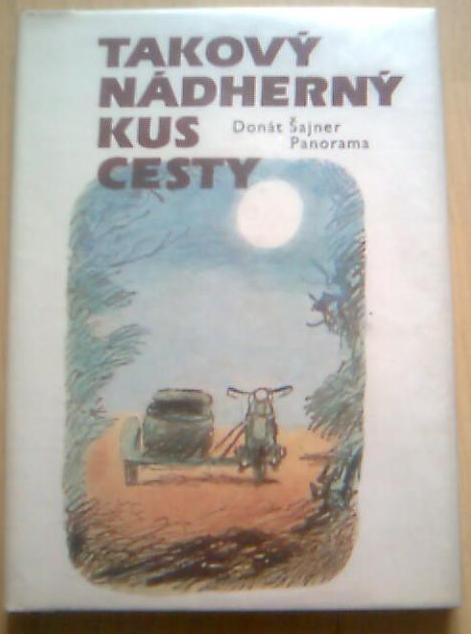 TAKOVÝ
NÁDHERNÝ
KUS
CESTY
Donát Šajner
Panorama